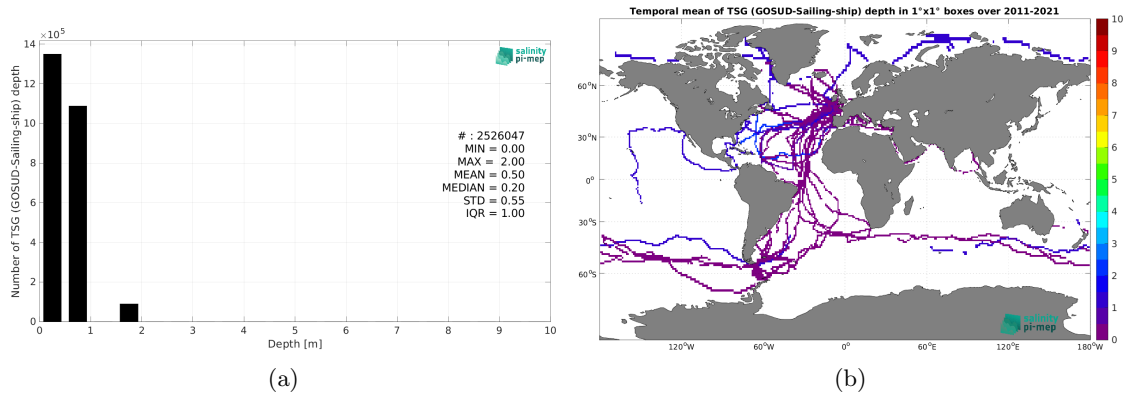 ×10⁵
14
12
10
8
6
4
2
0
Number of TSG (GOSUD-Sailing-ship) depth
salinity
pi-mep
# : 2526047
MIN = 0.00
MAX = 2.00
MEAN = 0.50
MEDIAN = 0.20
STD = 0.55
IQR = 1.00
0 1 2 3 4 5 6 7 8 9 10
Depth [m]
(a)
Temporal mean of TSG (GOSUD-Sailing-ship) depth in 1°x1° boxes over 2011-2021
60°N
30°N
0°
30°S
60°S
120°W 60°W 0° 60°E 120°E 180°W
salinity
pi-mep
10
9
8
7
6
5
4
3
2
1
0
(b)